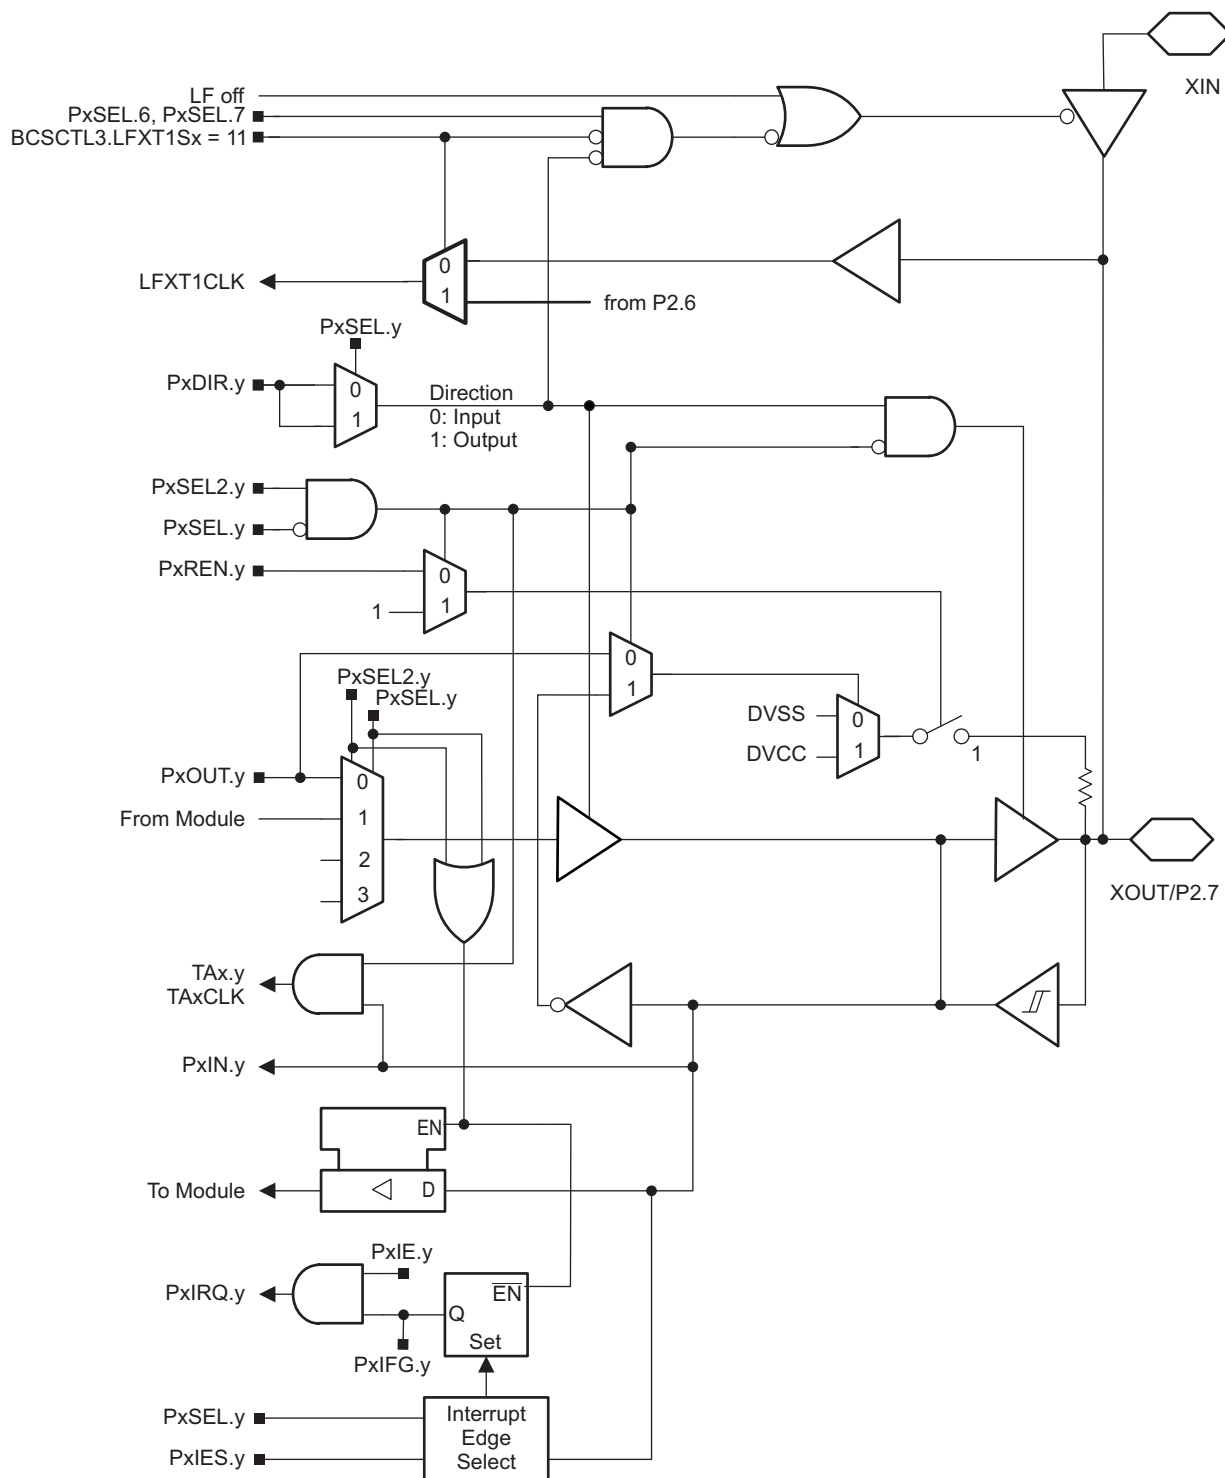 XIN
LF off
PxSEL.6, PxSEL.7
BCSCTL3.LFXT1Sx = 11
0
LFXT1CLK
1
from P2.6
PxSEL.y
PxDIR.y
0
1
Direction
0: Input
1: Output
PxSEL2.y
PxSEL.y
PxREN.y
0
1
1
0
1
PxSEL2.y
PxSEL.y
DVSS
0
DVCC
1
1
PxOUT.y
0
From Module
1
2
3
XOUT/P2.7
TAx.y
TAxCLK
PxIN.y
EN
To Module
D
PxIE.y
PxIRQ.y
EN
Q
Set
PxIFG.y
PxSEL.y
PxIES.y
Interrupt
Edge
Select